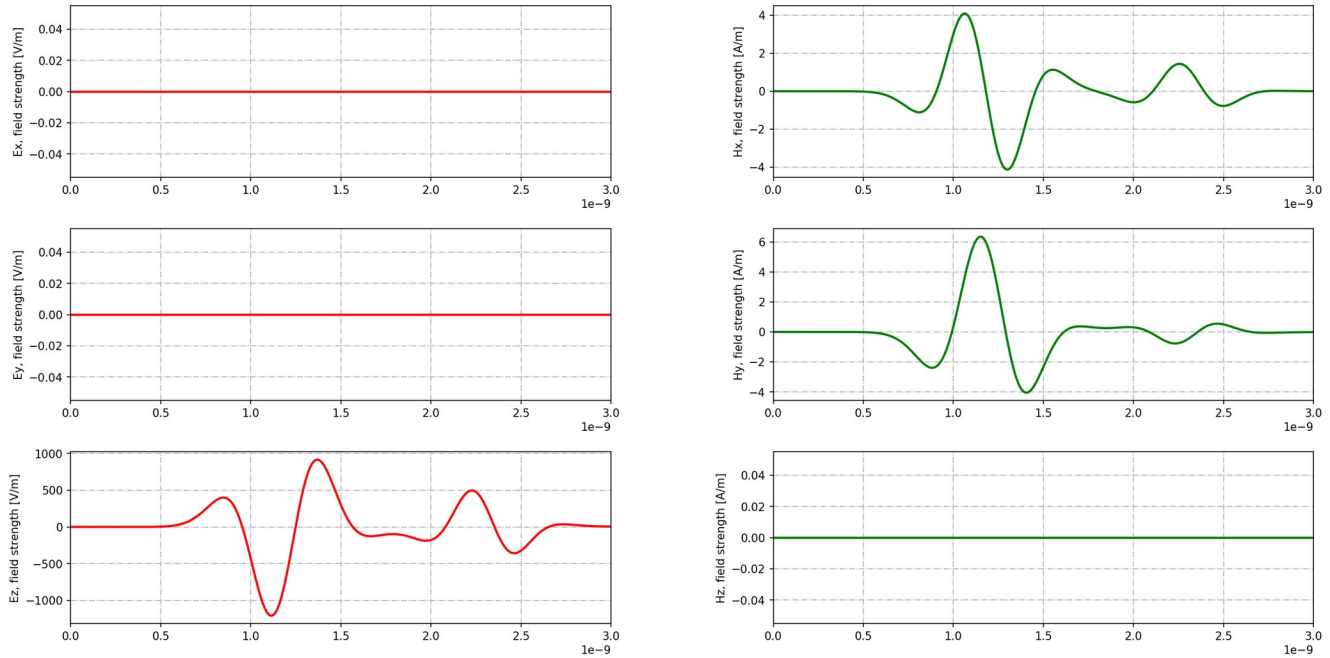 Ex, field strength [V/m]
0.04
0.02
0.00
−0.02
−0.04
0.0 0.5 1.0 1.5 2.0 2.5 3.0
1e−9
Hx, field strength [A/m]
4
2
0
−2
−4
0.0 0.5 1.0 1.5 2.0 2.5 3.0
1e−9
Ey, field strength [V/m]
0.04
0.02
0.00
−0.02
−0.04
0.0 0.5 1.0 1.5 2.0 2.5 3.0
1e−9
Hy, field strength [A/m]
6
4
2
0
−2
−4
0.0 0.5 1.0 1.5 2.0 2.5 3.0
1e−9
Ez, field strength [V/m]
1000
500
0
−500
−1000
0.0 0.5 1.0 1.5 2.0 2.5 3.0
1e−9
Hz, field strength [A/m]
0.04
0.02
0.00
−0.02
−0.04
0.0 0.5 1.0 1.5 2.0 2.5 3.0
1e−9